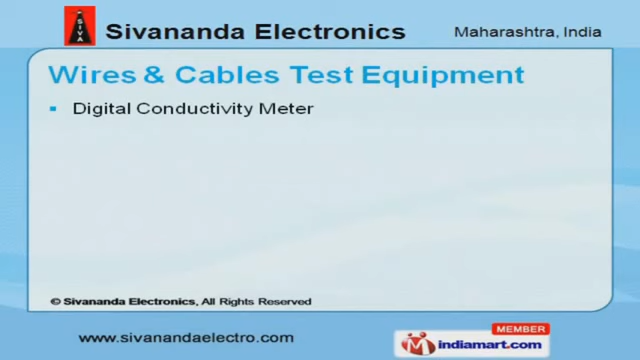 SIVA
Sivananda Electronics
Maharashtra, India
Wires & Cables Test Equipment
Digital Conductivity Meter
© Sivananda Electronics, All Rights Reserved
www.sivanandaelectro.com
MEMBER
indiamart.com